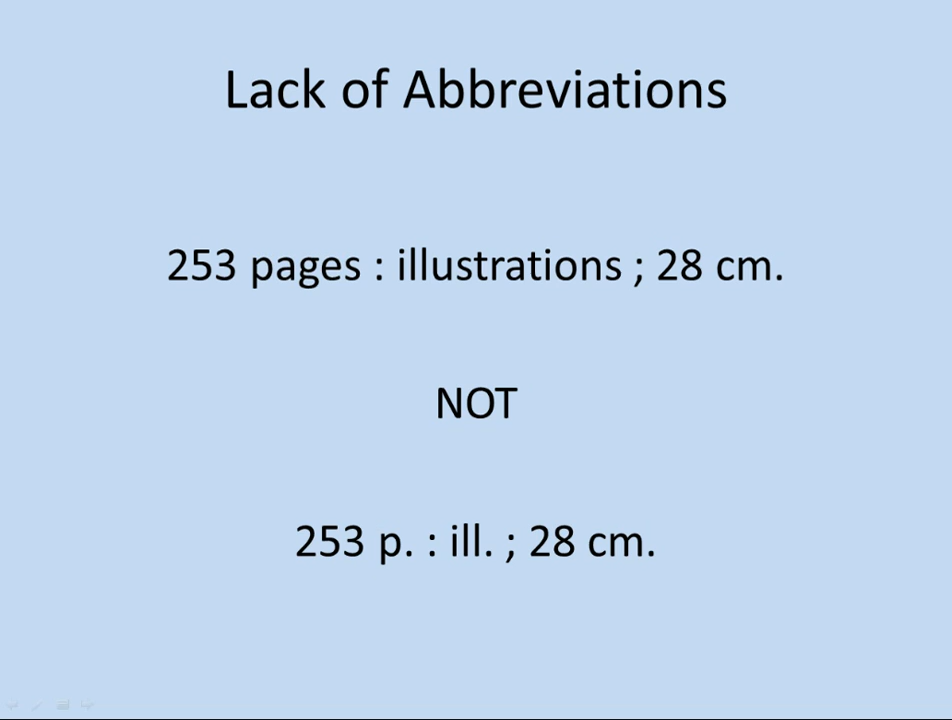 Lack of Abbreviations
253 pages : illustrations ; 28 cm.
NOT
253 p. : ill. ; 28 cm.